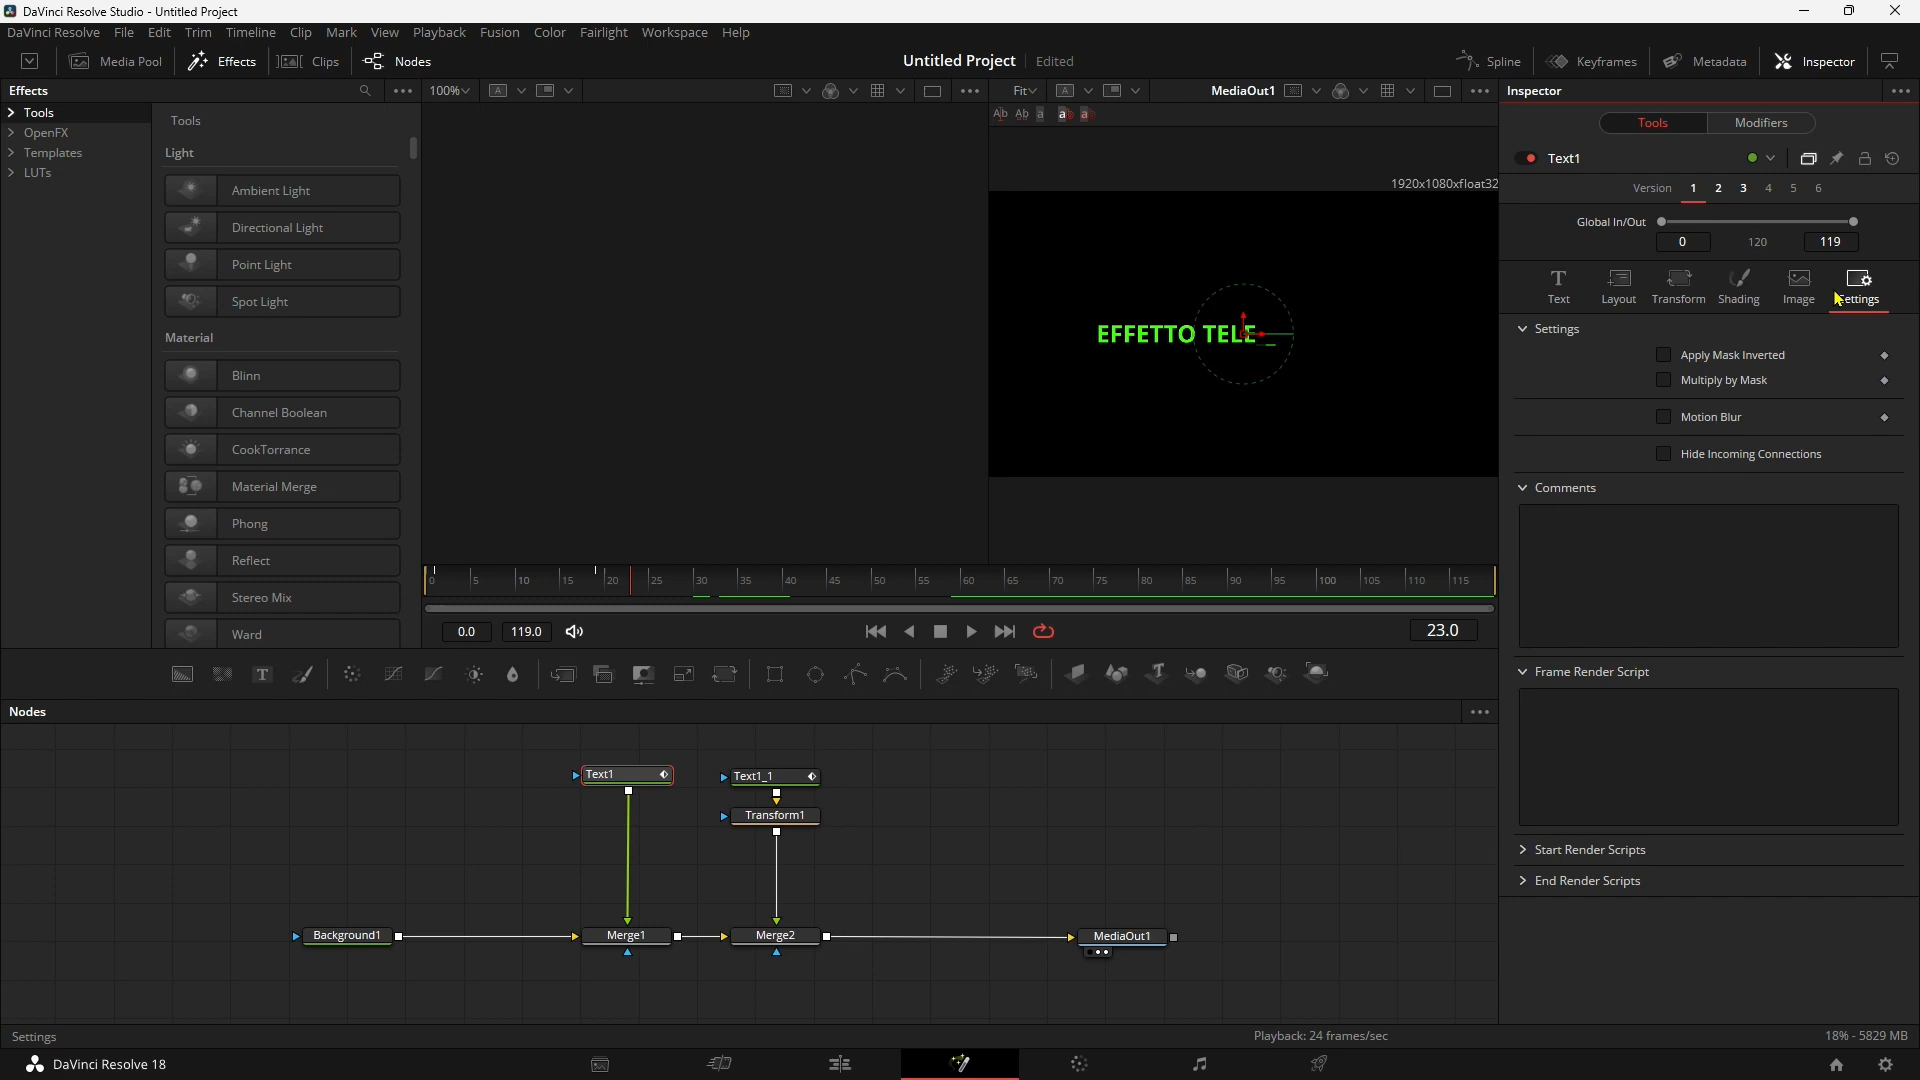 DaVinci Resolve Studio - Untitled Project
DaVinci Resolve File Edit Trim Timeline Clip Mark View Playback Fusion Color Fairlight Workspace Help
Media Pool Effects Clips Nodes Untitled Project Edited Spline Keyframes Metadata Inspector
Effects 100% A Fit A MediaOut1 Inspector
Tools
OpenFX
Templates
LUTs
Tools
Light
Ambient Light
Directional Light
Point Light
Spot Light
Material
Blinn
Channel Boolean
CookTorrance
Material Merge
Phong
Reflect
Stereo Mix
Ward
1920x1080xfloat32
EFFETTO TELE_
0 5 10 15 20 25 30 35 40 45 50 55 60 65 70 75 80 85 90 95 100 105 110 115
0.0 119.0 23.0
Tools Modifiers
Text1
Version 1 2 3 4 5 6
Global In/Out
0 120 119
Text Layout Transform Shading Image Settings
Settings
Apply Mask Inverted
Multiply by Mask
Motion Blur
Hide Incoming Connections
Comments
Frame Render Script
Start Render Scripts
End Render Scripts
Nodes
Text1 Text1_1
Transform1
Background1 Merge1 Merge2 MediaOut1
Settings Playback: 24 frames/sec 18% - 5829 MB
DaVinci Resolve 18